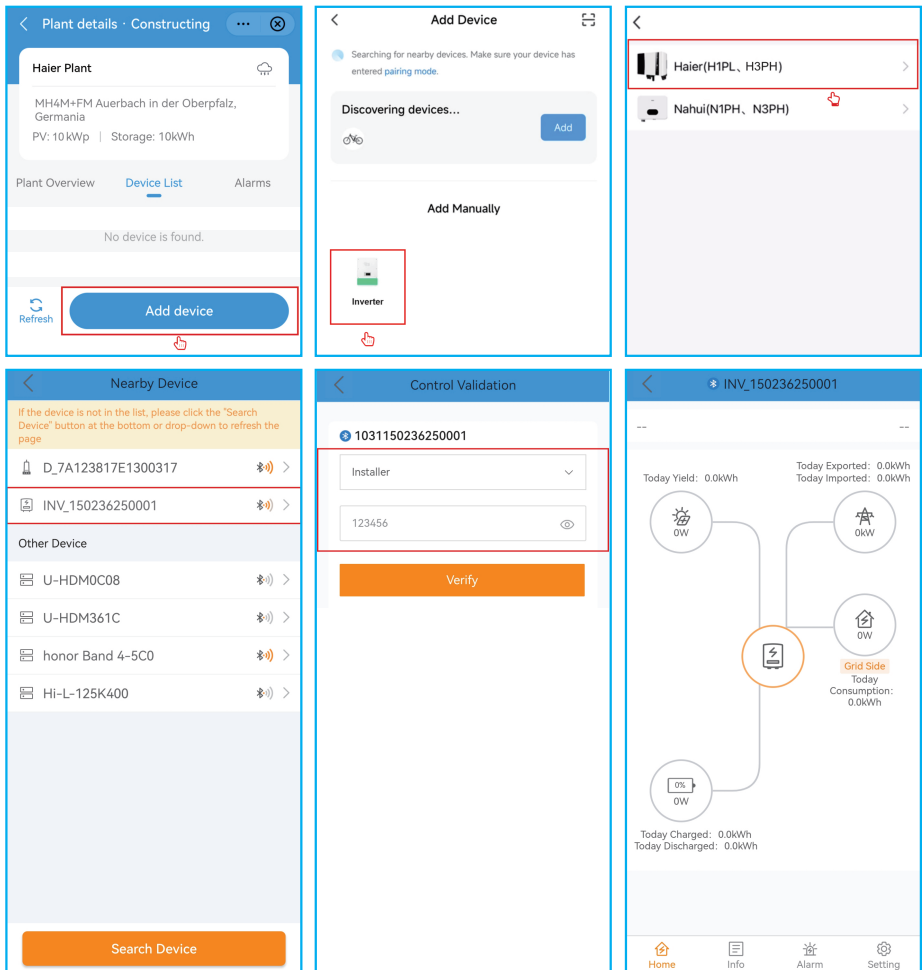 Plant details · Constructing
Haier Plant
MH4M+FM Auerbach in der Oberpfalz,
Germania
PV: 10 kWp | Storage: 10kWh
Plant Overview Device List Alarms
No device is found.
Refresh
Add device
Add Device
Searching for nearby devices. Make sure your device has
entered pairing mode.
Discovering devices...
Add
Add Manually
Inverter
Haier(H1PL、H3PH)
Nahui(N1PH、N3PH)
Nearby Device
If the device is not in the list, please click the "Search
Device" button at the bottom or drop-down to refresh the
page
D_7A123817E1300317
INV_150236250001
Other Device
U-HDM0C08
U-HDM361C
honor Band 4-5C0
Hi-L-125K400
Search Device
Control Validation
1031150236250001
Installer
123456
Verify
INV_150236250001
-- --
Today Yield: 0.0kWh
Today Exported: 0.0kWh
Today Imported: 0.0kWh
0W
0kW
0W
Grid Side
Today
Consumption:
0.0kWh
0%
0W
Today Charged: 0.0kWh
Today Discharged: 0.0kWh
Home Info Alarm Setting